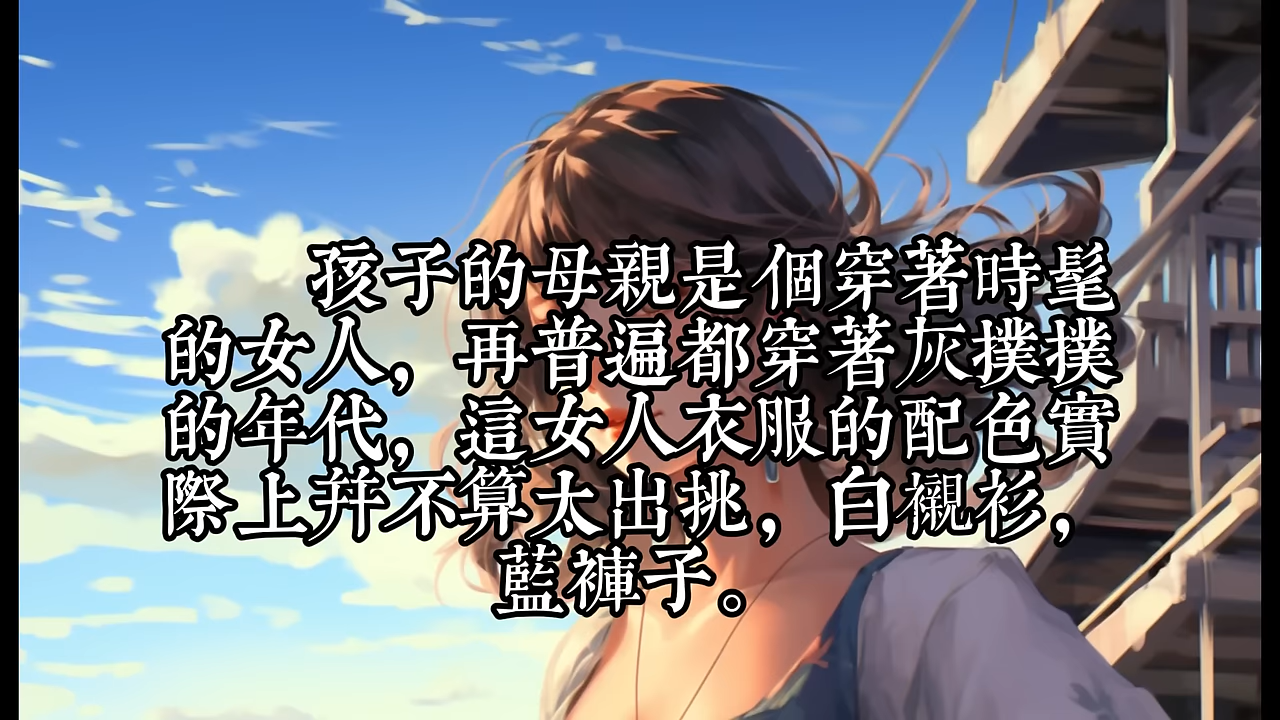 孩子的母親是個穿著時髦
的女人，再普遍都穿著灰撲撲
的年代，這女人衣服的配色實
際上并不算太出挑，白襯衫，
藍褲子。